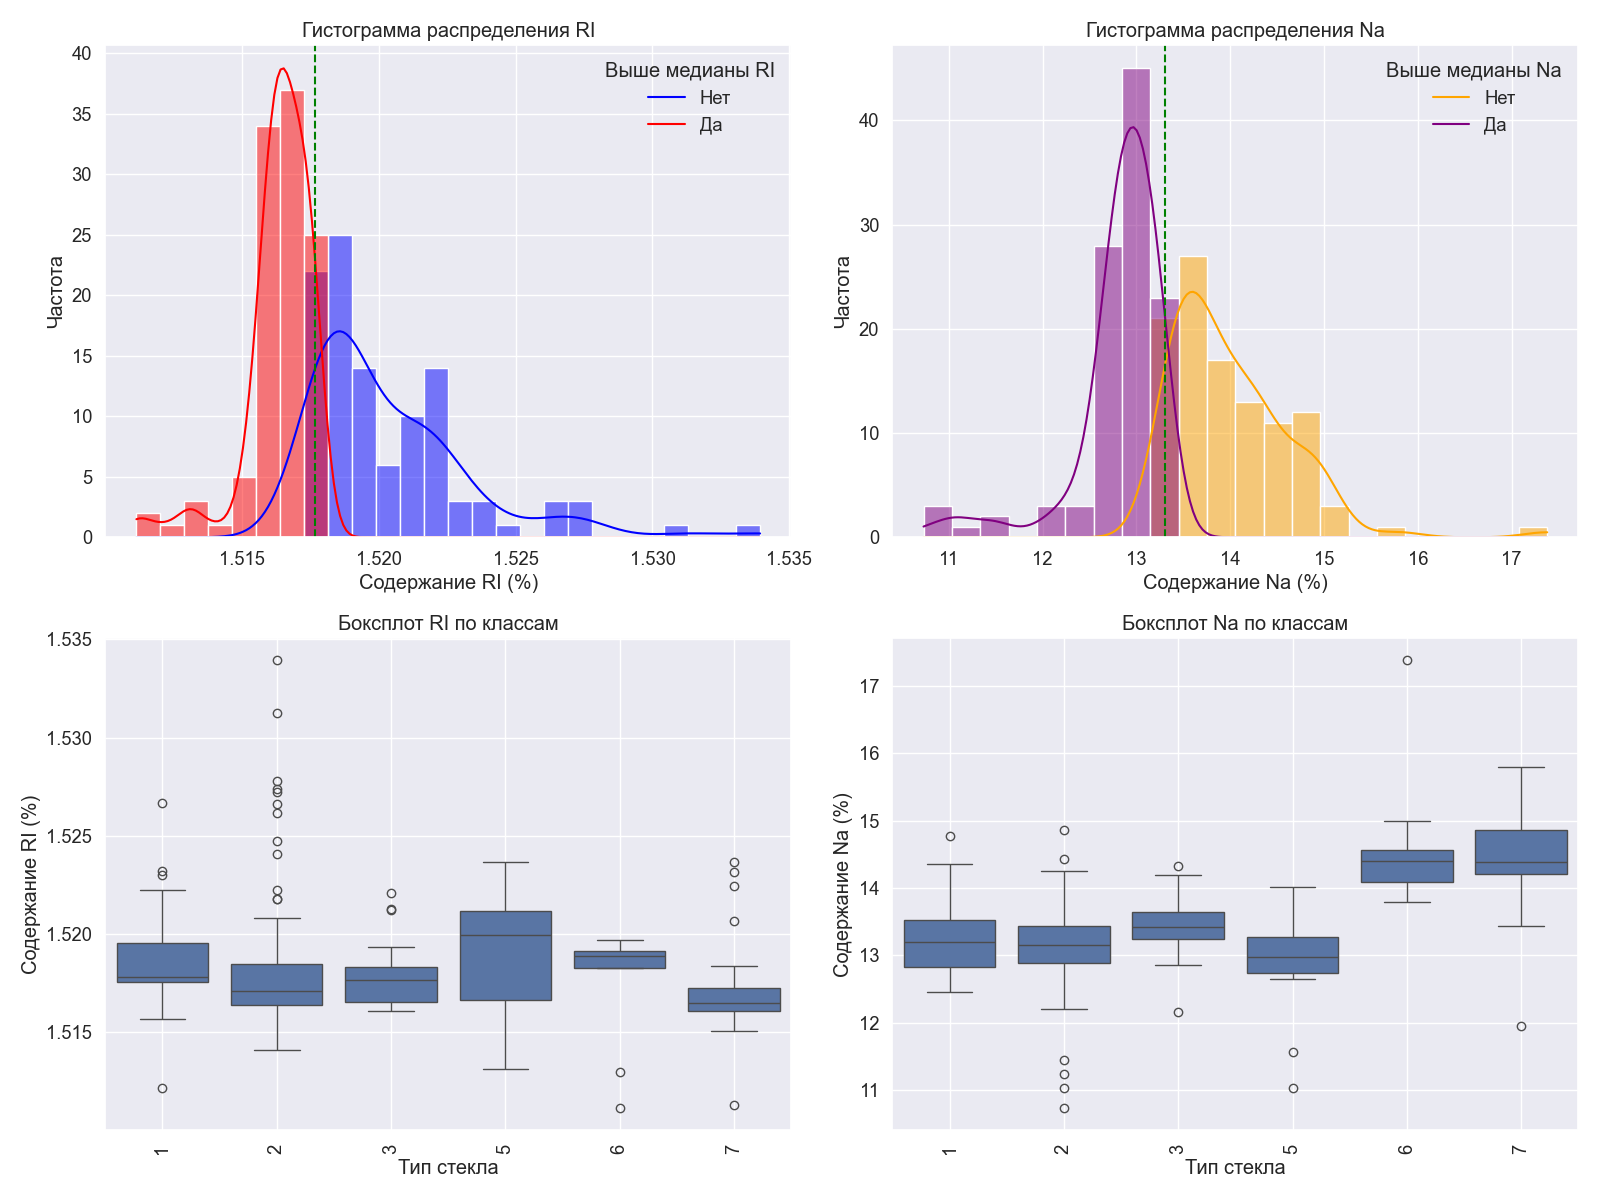 Гистограмма распределения RI
40
35
30
25
20
15
10
5
0
Частота
Выше медианы RI
Нет
Да
1.515
1.520
1.525
1.530
1.535
Содержание RI (%)
Гистограмма распределения Na
40
30
20
10
0
Частота
Выше медианы Na
Нет
Да
11
12
13
14
15
16
17
Содержание Na (%)
Боксплот RI по классам
1.535
1.530
1.525
1.520
1.515
Содержание RI (%)
1
2
3
5
6
7
Тип стекла
Боксплот Na по классам
17
16
15
14
13
12
11
Содержание Na (%)
1
2
3
5
6
7
Тип стекла